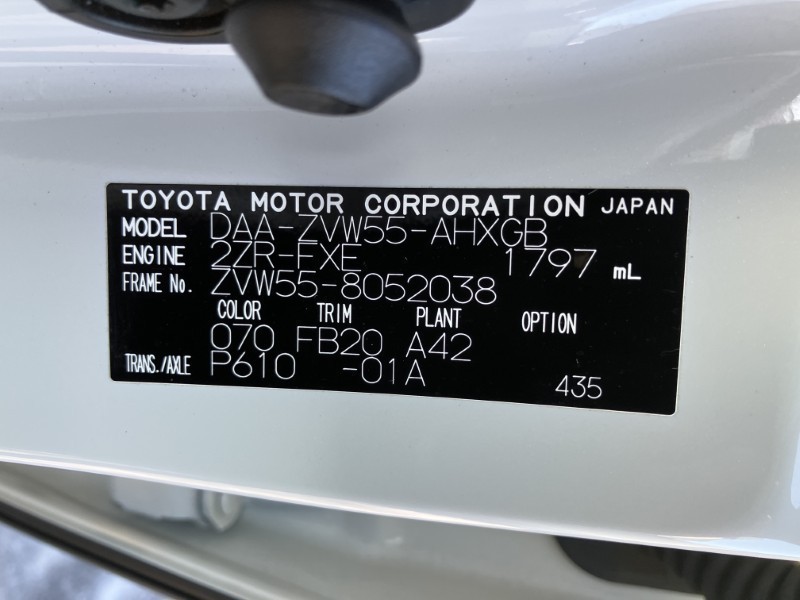 TOYOTA MOTOR CORPORATION JAPAN
MODEL DAA-ZVW55-AHXGB
ENGINE 2ZR-FXE 1797 mL
FRAME No. ZVW55-8052038
COLOR TRIM PLANT OPTION
070 FB20 A42
TRANS./AXLE P610 -01A 435